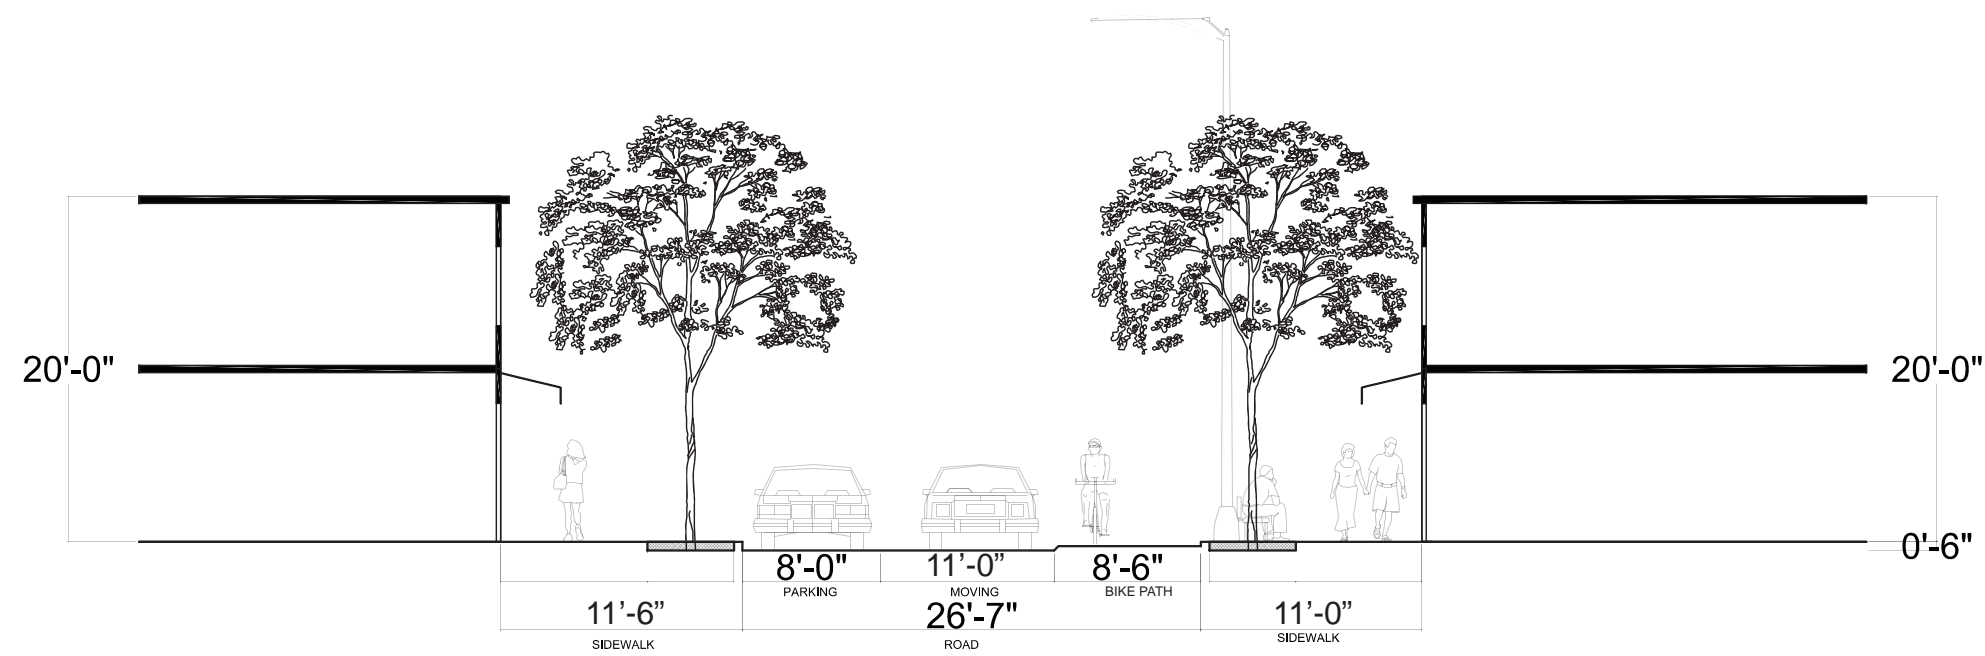 20'-0"
20'-0"
0'-6"
8'-0" 11’-0” 8'-6"
PARKING MOVING BIKE PATH
11’-6” 26'-7" 11’-0”
SIDEWALK ROAD SIDEWALK